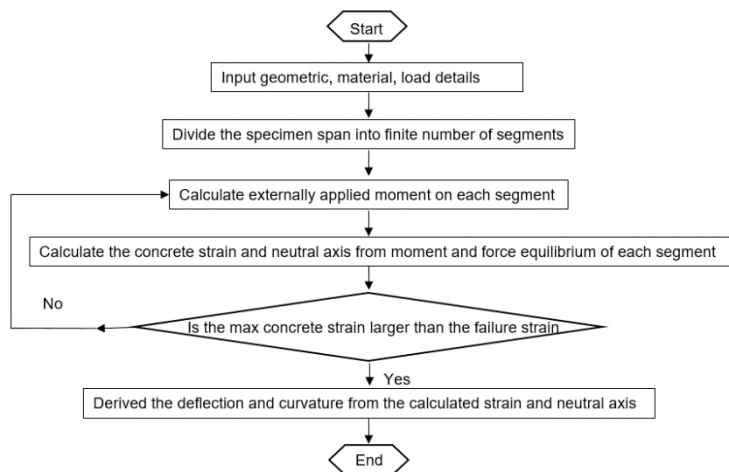 Start
Input geometric, material, load details
Divide the specimen span into finite number of segments
Calculate externally applied moment on each segment
Calculate the concrete strain and neutral axis from moment and force equilibrium of each segment
No
Is the max concrete strain larger than the failure strain
Yes
Derived the deflection and curvature from the calculated strain and neutral axis
End